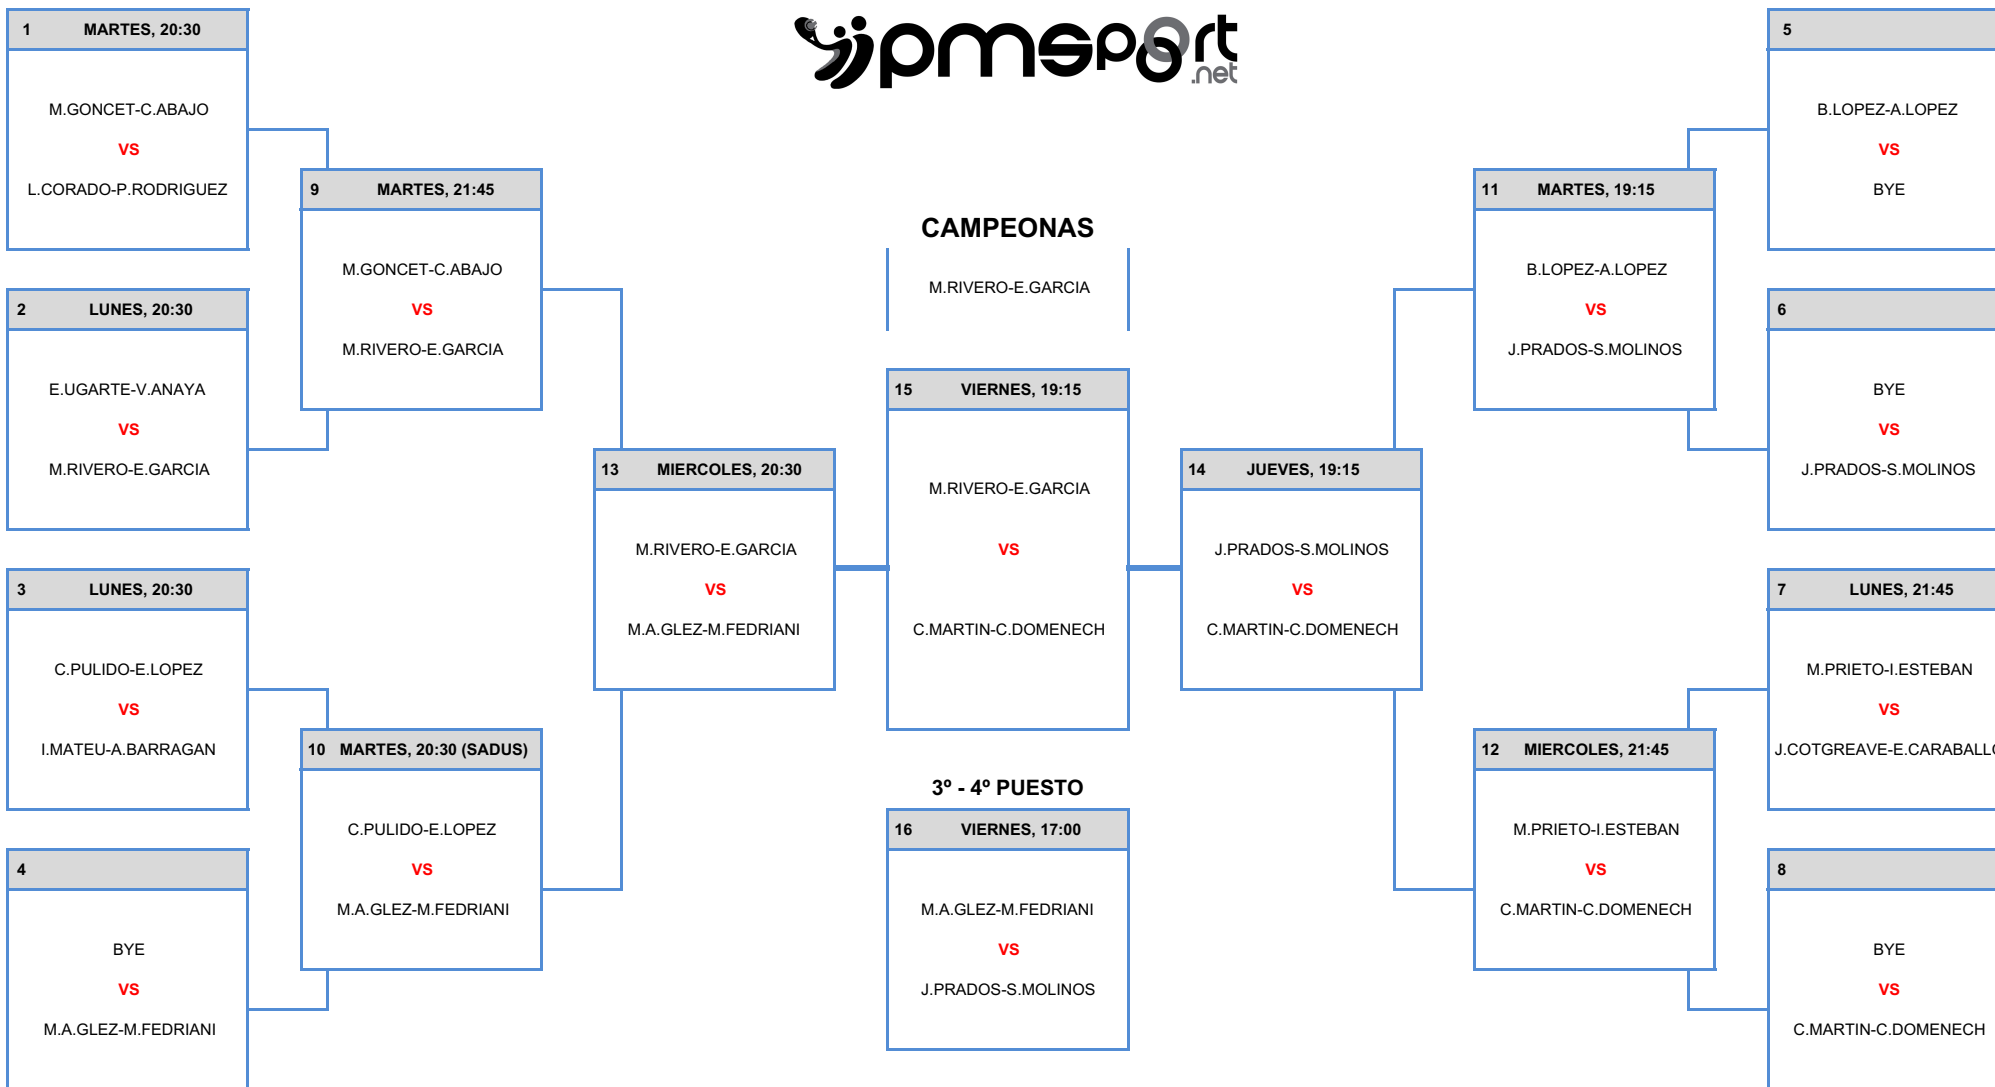 pmsport
.net
1 MARTES, 20:30
M.GONCET-C.ABAJO
VS
L.CORADO-P.RODRIGUEZ
2 LUNES, 20:30
E.UGARTE-V.ANAYA
VS
M.RIVERO-E.GARCIA
3 LUNES, 20:30
C.PULIDO-E.LOPEZ
VS
I.MATEU-A.BARRAGAN
4
BYE
VS
M.A.GLEZ-M.FEDRIANI
9 MARTES, 21:45
M.GONCET-C.ABAJO
VS
M.RIVERO-E.GARCIA
10 MARTES, 20:30 (SADUS)
C.PULIDO-E.LOPEZ
VS
M.A.GLEZ-M.FEDRIANI
13 MIERCOLES, 20:30
M.RIVERO-E.GARCIA
VS
M.A.GLEZ-M.FEDRIANI
CAMPEONAS
M.RIVERO-E.GARCIA
15 VIERNES, 19:15
M.RIVERO-E.GARCIA
VS
C.MARTIN-C.DOMENECH
3º - 4º PUESTO
16 VIERNES, 17:00
M.A.GLEZ-M.FEDRIANI
VS
J.PRADOS-S.MOLINOS
14 JUEVES, 19:15
J.PRADOS-S.MOLINOS
VS
C.MARTIN-C.DOMENECH
11 MARTES, 19:15
B.LOPEZ-A.LOPEZ
VS
J.PRADOS-S.MOLINOS
12 MIERCOLES, 21:45
M.PRIETO-I.ESTEBAN
VS
C.MARTIN-C.DOMENECH
5
B.LOPEZ-A.LOPEZ
VS
BYE
6
BYE
VS
J.PRADOS-S.MOLINOS
7 LUNES, 21:45
M.PRIETO-I.ESTEBAN
VS
J.COTGREAVE-E.CARABALLO
8
BYE
VS
C.MARTIN-C.DOMENECH